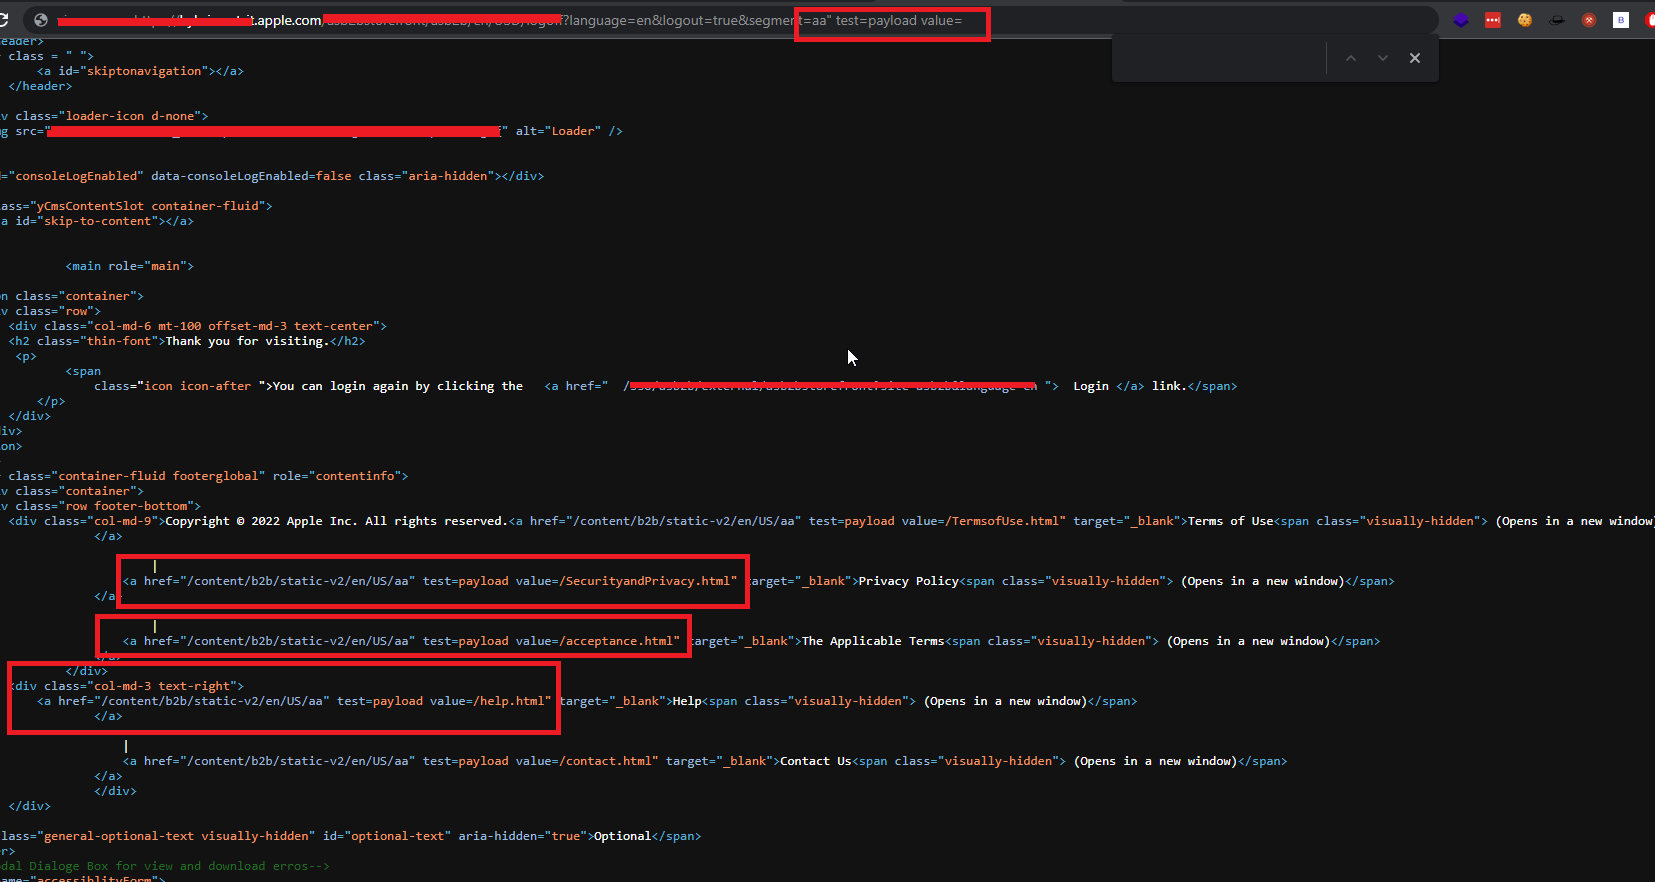 it.apple.com/ ?language=en&logout=true&segment=aa" test=payload value=
header>
class = " ">
<a id="skiptonavigation"></a>
</header>
v class="loader-icon d-none">
g src=" " alt="Loader" />
="consoleLogEnabled" data-consoleLogEnabled=false class="aria-hidden"></div>
ass="yCmsContentSlot container-fluid">
a id="skip-to-content"></a>
<main role="main">
n class="container">
v class="row">
<div class="col-md-6 mt-100 offset-md-3 text-center">
<h2 class="thin-font">Thank you for visiting.</h2>
<p>
<span
class="icon icon-after ">You can login again by clicking the <a href=" / "> Login </a> link.</span>
</p>
</div>
div>
on>
class="container-fluid footerglobal" role="contentinfo">
v class="container">
v class="row footer-bottom">
<div class="col-md-9">Copyright © 2022 Apple Inc. All rights reserved.<a href="/content/b2b/static-v2/en/US/aa" test=payload value=/TermsofUse.html" target="_blank">Terms of Use<span class="visually-hidden"> (Opens in a new window
</a>
|
<a href="/content/b2b/static-v2/en/US/aa" test=payload value=/SecurityandPrivacy.html" target="_blank">Privacy Policy<span class="visually-hidden"> (Opens in a new window)</span>
</a>
|
<a href="/content/b2b/static-v2/en/US/aa" test=payload value=/acceptance.html" target="_blank">The Applicable Terms<span class="visually-hidden"> (Opens in a new window)</span>
</a>
</div>
<div class="col-md-3 text-right">
<a href="/content/b2b/static-v2/en/US/aa" test=payload value=/help.html" target="_blank">Help<span class="visually-hidden"> (Opens in a new window)</span>
</a>
|
<a href="/content/b2b/static-v2/en/US/aa" test=payload value=/contact.html" target="_blank">Contact Us<span class="visually-hidden"> (Opens in a new window)</span>
</a>
</div>
</div>
lass="general-optional-text visually-hidden" id="optional-text" aria-hidden="true">Optional</span>
r>
dal Dialoge Box for view and download erros-->
name="accessiblityForm">